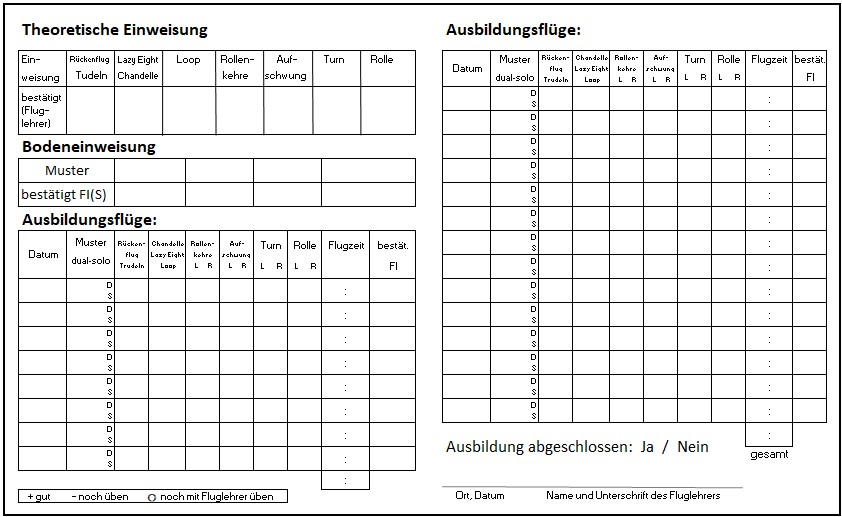 Theoretische Einweisung
Ein- Rückenflug Lazy Eight Loop Rollen- Auf- Turn Rolle
weisung Tudeln Chandelle kehre schwung
bestätigt
(Flug-
lehrer)
Bodeneinweisung
Muster
bestätigt FI(S)
Ausbildungsflüge:
Datum Muster Rücken- Chandelle Rollen- Auf- Turn Rolle Flugzeit bestät.
dual-solo flug Lazy Eight kehre schwung FI
Trudeln Loop L R L R L R L R
D
S :
D
S :
D
S :
D
S :
D
S :
D
S :
D
S :
D
S :
:
+ gut – noch üben O noch mit Fluglehrer üben
Ausbildungsflüge:
Datum Muster Rücken- Chandelle Rollen- Auf- Turn Rolle Flugzeit bestät.
dual-solo flug Lazy Eight kehre schwung L R L R FI
Trudeln Loop L R L R
D
S :
D
S :
D
S :
D
S :
D
S :
D
S :
D
S :
D
S :
D
S :
D
S :
D
S :
D
S :
D
S :
D
S :
:
Ausbildung abgeschlossen: Ja / Nein
gesamt
Ort, Datum Name und Unterschrift des Fluglehrers